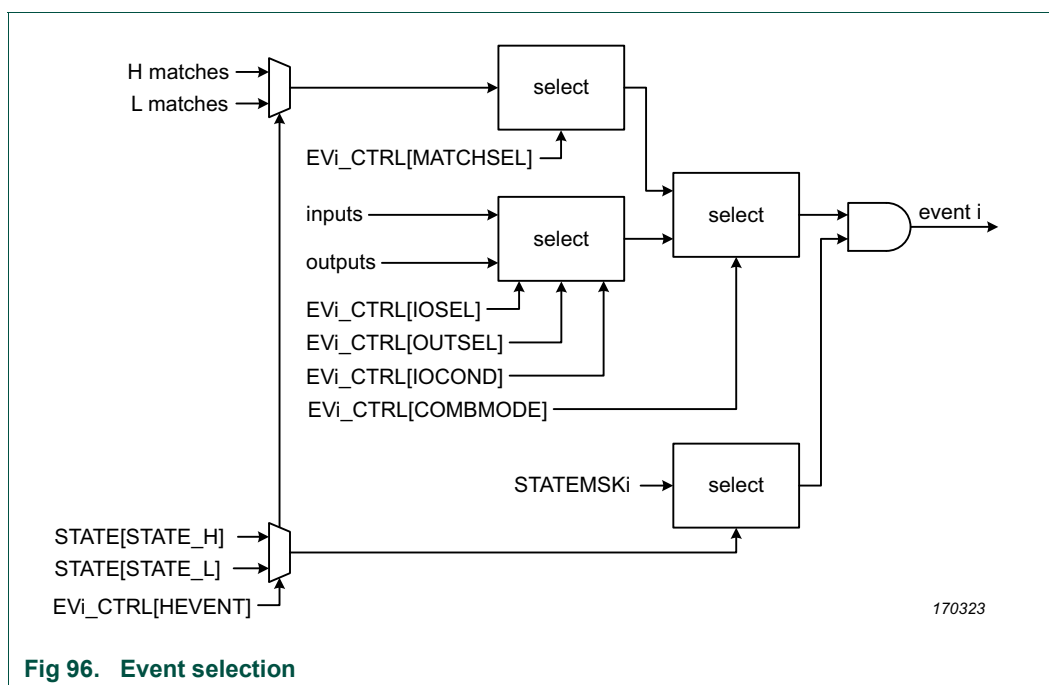 H matches
L matches
select
EVi_CTRL[MATCHSEL]
inputs
outputs
select
select
event i
EVi_CTRL[IOSEL]
EVi_CTRL[OUTSEL]
EVi_CTRL[IOCOND]
EVi_CTRL[COMBMODE]
STATEMSKi
select
STATE[STATE_H]
STATE[STATE_L]
EVi_CTRL[HEVENT]
170323
Fig 96. Event selection